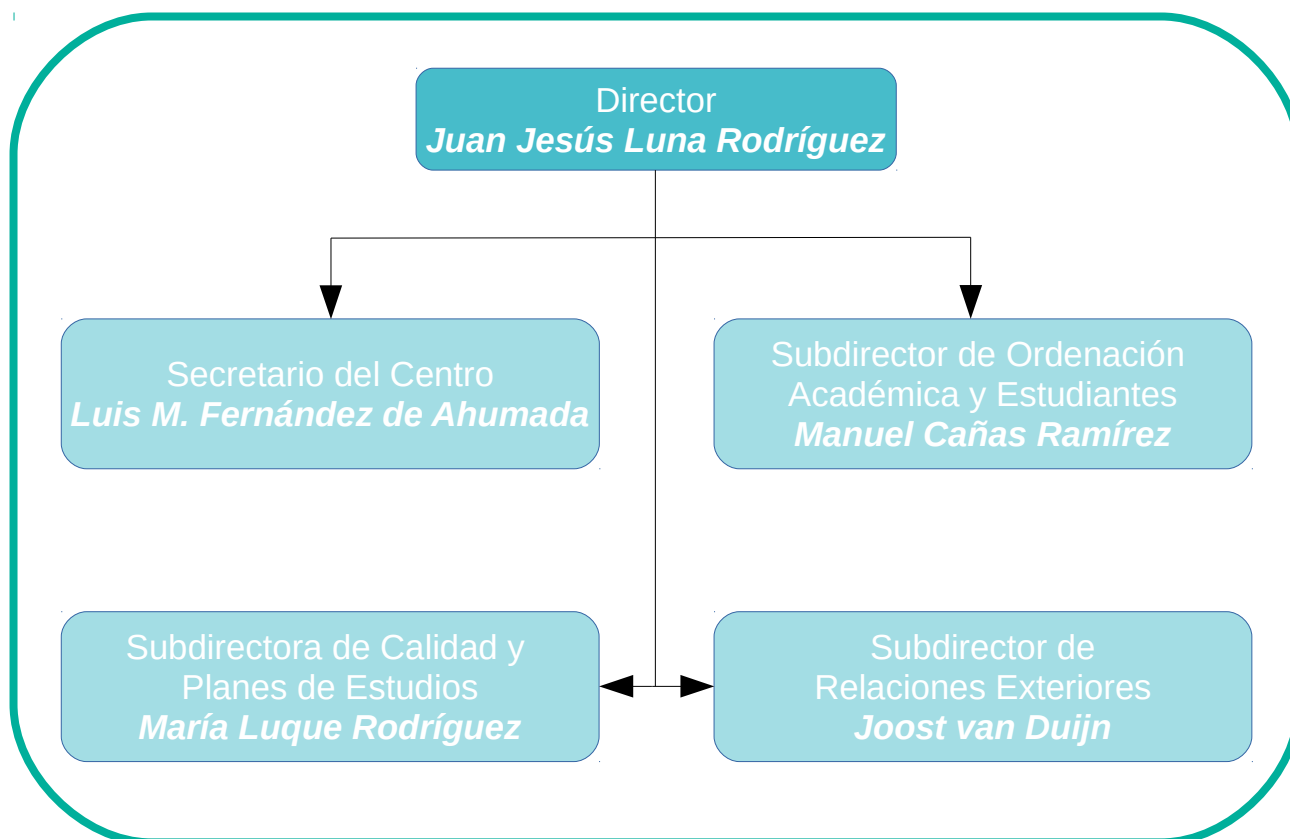 Director
Juan Jesús Luna Rodríguez
Secretario del Centro
Luis M. Fernández de Ahumada
Subdirector de Ordenación
Académica y Estudiantes
Manuel Cañas Ramírez
Subdirectora de Calidad y
Planes de Estudios
María Luque Rodríguez
Subdirector de
Relaciones Exteriores
Joost van Duijn